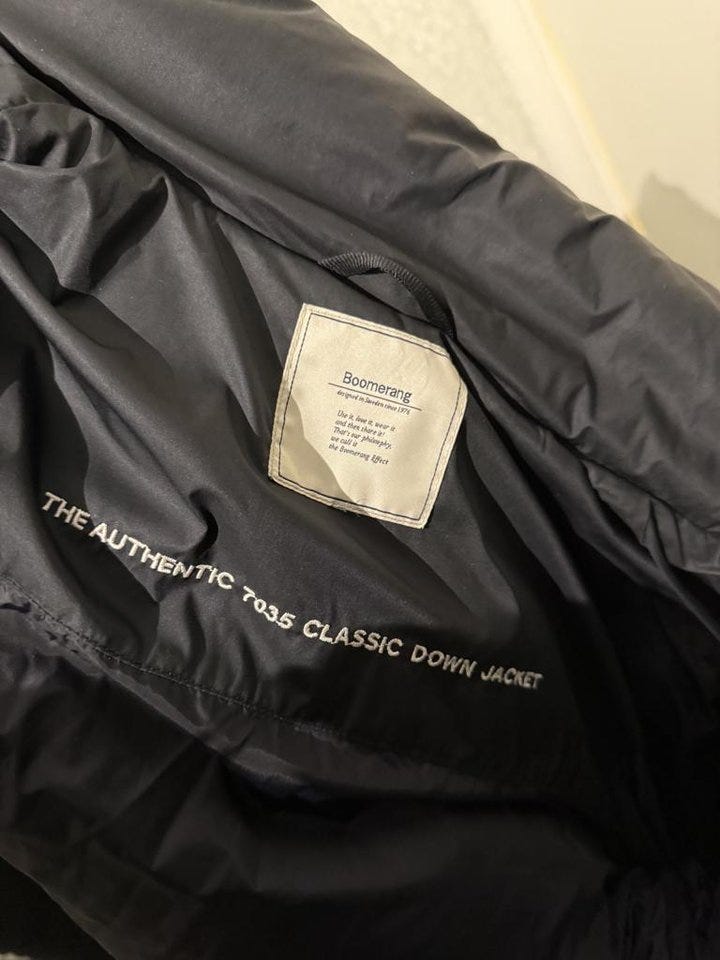 Boomerang
designed in Sweden since 1976
Use it, love it, wear it
and then share it!
That's our philosophy,
we call it
the Boomerang Effect
THE AUTHENTIC 7035 CLASSIC DOWN JACKET